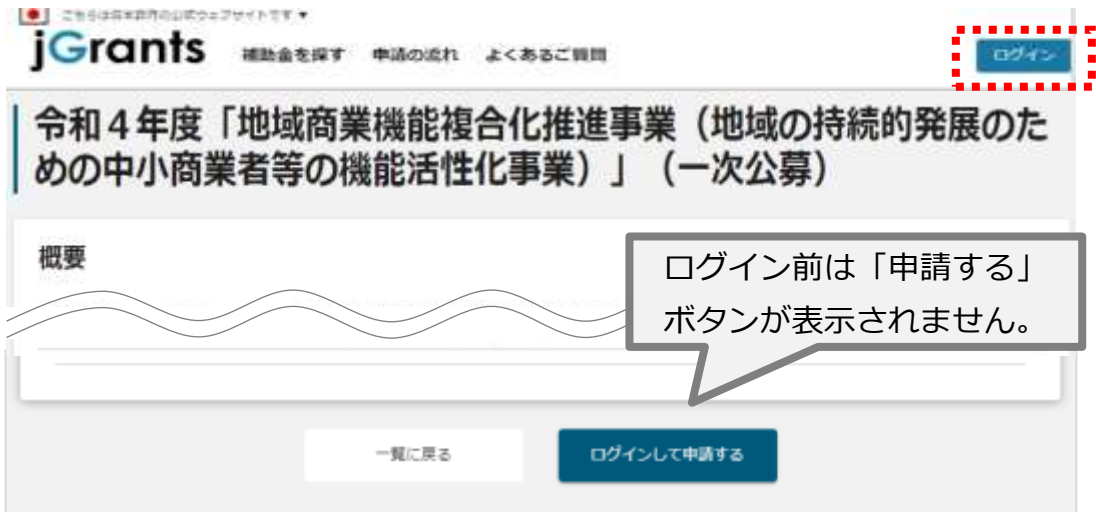 こちらは日本政府の公式ウェブサイトです ▾
jGrants 補助金を探す 申請の流れ よくあるご質問 ログイン
令和４年度「地域商業機能複合化推進事業（地域の持続的発展のた
めの中小商業者等の機能活性化事業）」（一次公募）
概要
ログイン前は「申請する」
ボタンが表示されません。
一覧に戻る ログインして申請する